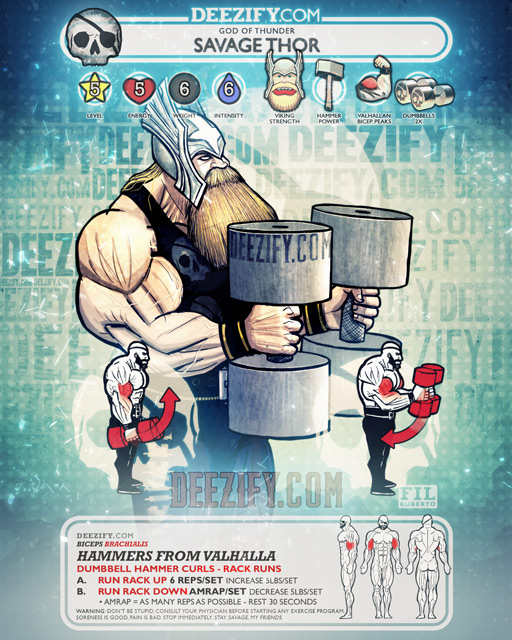 DEEZIFY.COM
GOD OF THUNDER
SAVAGE THOR
5
5
6
6
LEVEL
ENERGY
WEIGHT
INTENSITY
VIKING
STRENGTH
HAMMER
POWER
VALHALLAN
BICEP PEAKS
DUMBBELLS
2X
DEEZIFY.COM
DEEZIFY.COM
FIL
RUBERTO
DEEZIFY.COM
BICEPS BRACHIALIS
HAMMERS FROM VALHALLA
DUMBBELL HAMMER CURLS - RACK RUNS
A. RUN RACK UP 6 REPS/SET INCREASE 5LBS/SET
B. RUN RACK DOWN AMRAP/SET DECREASE 5LBS/SET
• AMRAP = AS MANY REPS AS POSSIBLE - REST 30 SECONDS
WARNING: DON'T BE STUPID. CONSULT YOUR PHYSICIAN BEFORE STARTING ANY EXERCISE PROGRAM
SORENESS IS GOOD, PAIN IS BAD. STOP IMMEDIATELY. STAY SAVAGE, MY FRIENDS.